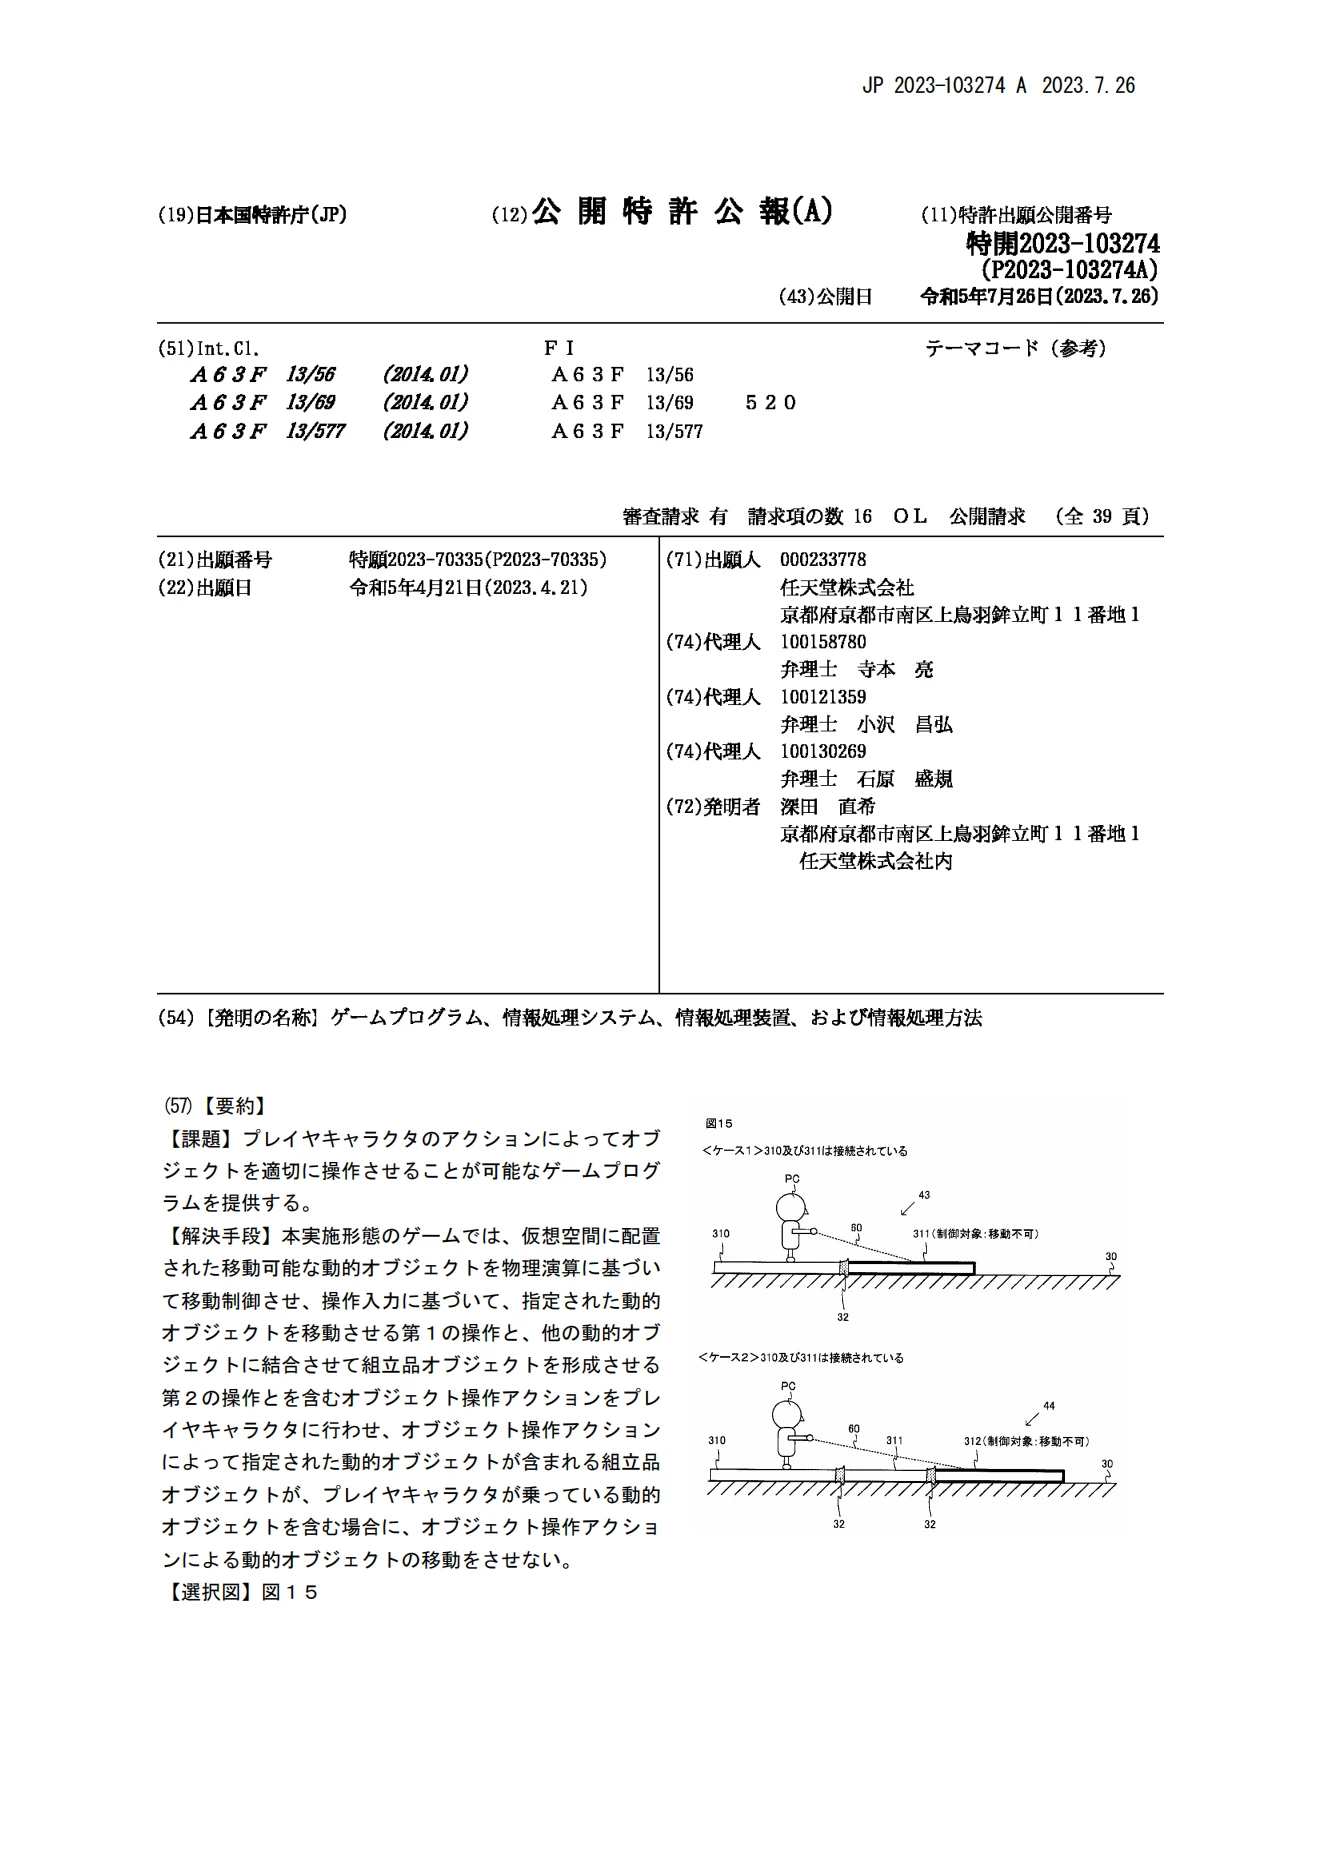 JP 2023-103274 A 2023.7.26
(19)日本国特許庁(JP)
(12)公開特許公報(A)
(11)特許出願公開番号
特開2023-103274
(P2023-103274A)
(43)公開日 令和5年7月26日(2023.7.26)
(51)Int.Cl. ＦＩ テーマコード（参考）
Ａ６３Ｆ 13/56 (2014.01) Ａ６３Ｆ 13/56
Ａ６３Ｆ 13/69 (2014.01) Ａ６３Ｆ 13/69 ５２０
Ａ６３Ｆ 13/577 (2014.01) Ａ６３Ｆ 13/577
審査請求 有 請求項の数 16 ＯＬ 公開請求 （全 39 頁）
(21)出願番号 特願2023-70335(P2023-70335)
(22)出願日 令和5年4月21日(2023.4.21)
(71)出願人 000233778
任天堂株式会社
京都府京都市南区上鳥羽鉾立町１１番地１
(74)代理人 100158780
弁理士 寺本 亮
(74)代理人 100121359
弁理士 小沢 昌弘
(74)代理人 100130269
弁理士 石原 盛規
(72)発明者 深田 直希
京都府京都市南区上鳥羽鉾立町１１番地１
任天堂株式会社内
(54)【発明の名称】ゲームプログラム、情報処理システム、情報処理装置、および情報処理方法
(57)【要約】
【課題】プレイヤキャラクタのアクションによってオブ
ジェクトを適切に操作させることが可能なゲームプログ
ラムを提供する。
【解決手段】本実施形態のゲームでは、仮想空間に配置
された移動可能な動的オブジェクトを物理演算に基づい
て移動制御させ、操作入力に基づいて、指定された動的
オブジェクトを移動させる第１の操作と、他の動的オブ
ジェクトに結合させて組立品オブジェクトを形成させる
第２の操作とを含むオブジェクト操作アクションをプレ
イヤキャラクタに行わせ、オブジェクト操作アクション
によって指定された動的オブジェクトが含まれる組立品
オブジェクトが、プレイヤキャラクタが乗っている動的
オブジェクトを含む場合に、オブジェクト操作アクショ
ンによる動的オブジェクトの移動をさせない。
【選択図】図１５
図15
＜ケース1＞310及び311は接続されている
PC
43
310
60
311(制御対象:移動不可)
30
32
＜ケース2＞310及び311は接続されている
PC
44
310
60
311
312(制御対象:移動不可)
30
32
32